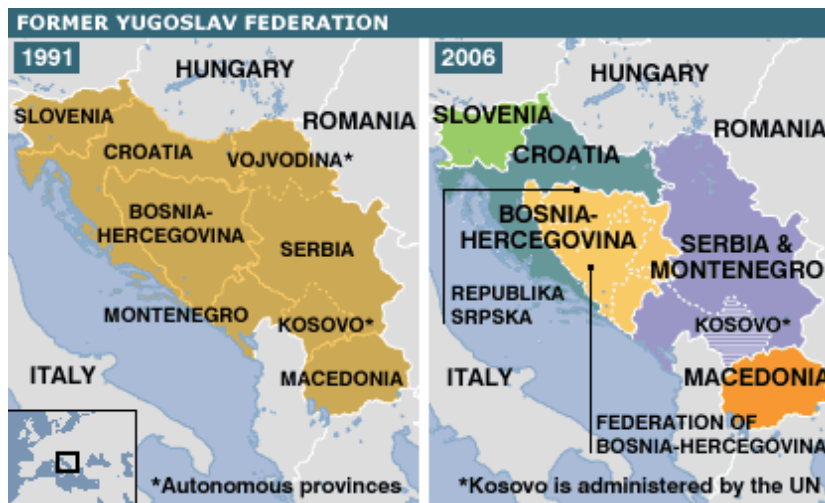 FORMER YUGOSLAV FEDERATION
1991
HUNGARY
SLOVENIA
ROMANIA
CROATIA
VOJVODINA*
BOSNIA-
HERCEGOVINA
SERBIA
MONTENEGRO
KOSOVO*
ITALY
MACEDONIA
*Autonomous provinces
2006
HUNGARY
SLOVENIA
ROMANIA
CROATIA
BOSNIA-
HERCEGOVINA
SERBIA &
MONTENEGRO
REPUBLIKA
SRPSKA
KOSOVO*
ITALY
MACEDONIA
FEDERATION OF
BOSNIA-HERCEGOVINA
*Kosovo is administered by the UN